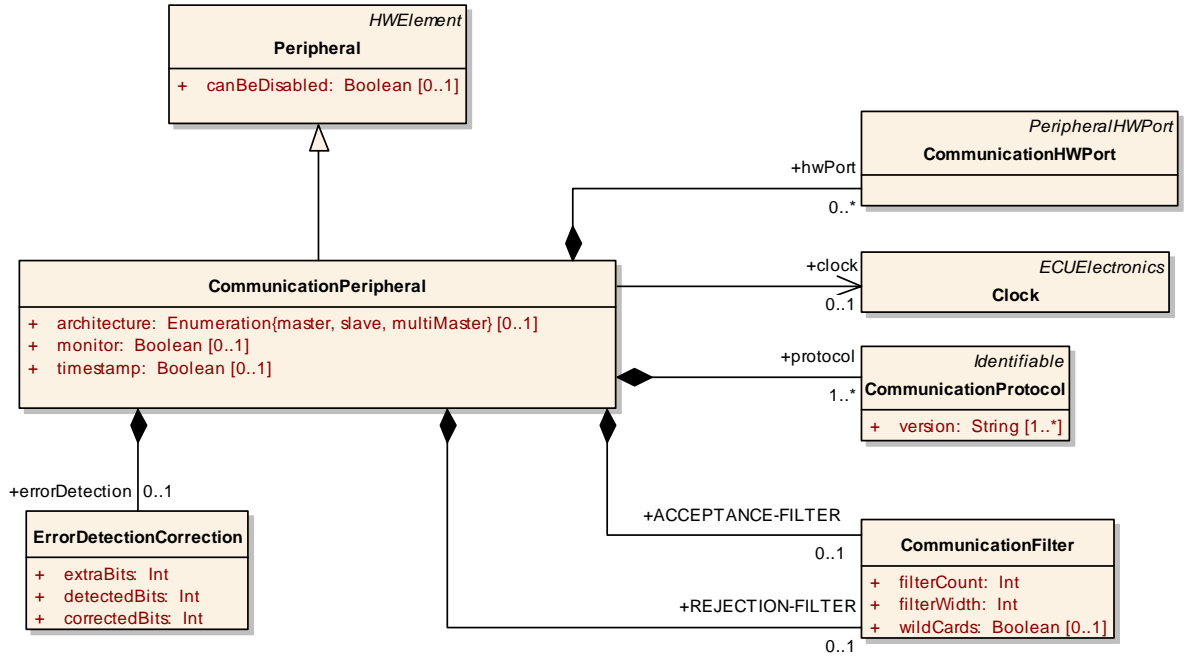 HWElement
Peripheral
+ canBeDisabled: Boolean [0..1]
PeripheralHWPort
CommunicationHWPort
+hwPort
0..*
ECUElectronics
Clock
+clock
0..1
CommunicationPeripheral
+ architecture: Enumeration{master, slave, multiMaster} [0..1]
+ monitor: Boolean [0..1]
+ timestamp: Boolean [0..1]
Identifiable
CommunicationProtocol
+ version: String [1..*]
+protocol
1..*
+errorDetection
0..1
ErrorDetectionCorrection
+ extraBits: Int
+ detectedBits: Int
+ correctedBits: Int
+ACCEPTANCE-FILTER
0..1
+REJECTION-FILTER
0..1
CommunicationFilter
+ filterCount: Int
+ filterWidth: Int
+ wildCards: Boolean [0..1]